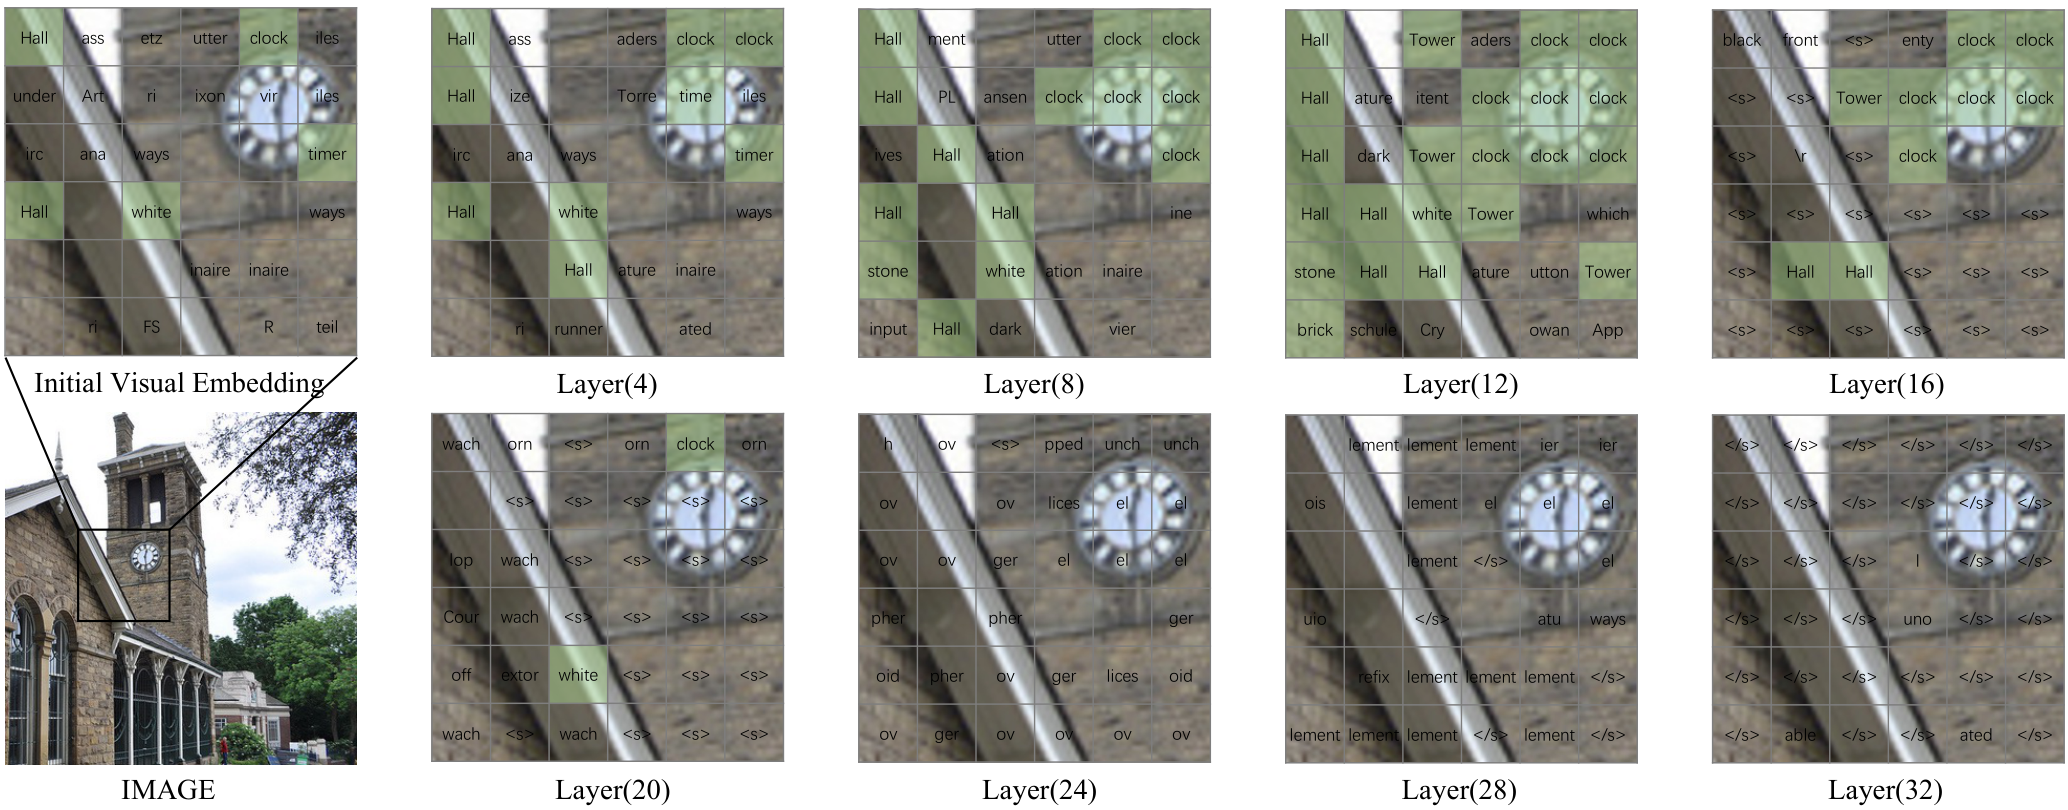 Hall ass etz utter clock iles
under Art ri ixon vir iles
irc ana ways timer
Hall white ways
inaire inaire
ri FS R teil
Initial Visual Embedding
Hall ass aders clock clock
Hall ize Torre time iles
irc ana ways timer
Hall white ways
Hall ature inaire
ri runner ated
Layer(4)
Hall ment utter clock clock
Hall PL ansen clock clock clock
ives Hall ation clock
Hall Hall ine
stone white ation inaire
input Hall dark vier
Layer(8)
Hall Tower aders clock clock
Hall ature itent clock clock clock
Hall dark Tower clock clock clock
Hall Hall white Tower which
stone Hall Hall ature utton Tower
brick schule Cry owan App
Layer(12)
black front <s> enty clock clock
<s> <s> Tower clock clock clock
<s> \r <s> clock
<s> <s> <s> <s> <s> <s>
<s> Hall Hall <s> <s> <s>
<s> <s> <s> <s> <s> <s>
Layer(16)
IMAGE
wach orn <s> orn clock orn
<s> <s> <s> <s> <s>
lop wach <s> <s> <s> <s>
Cour wach <s> <s> <s> <s>
off extor white <s> <s> <s>
wach <s> wach <s> <s> <s>
Layer(20)
h ov <s> pped unch unch
ov ov lices el el
ov ov ger el el el
pher pher ger
oid pher ov ger lices oid
ov ger ov ov ov ov
Layer(24)
lement lement lement ier ier
ois lement el el el
lement </s> el
uio </s> atu ways
refix lement lement lement </s>
lement lement lement </s> lement </s>
Layer(28)
</s> </s> </s> </s> </s> </s>
</s> </s> </s> </s> </s> </s>
</s> </s> </s> l </s> </s>
</s> </s> </s> uno </s> </s>
</s> </s> </s> </s> </s> </s>
</s> able </s> </s> ated </s>
Layer(32)